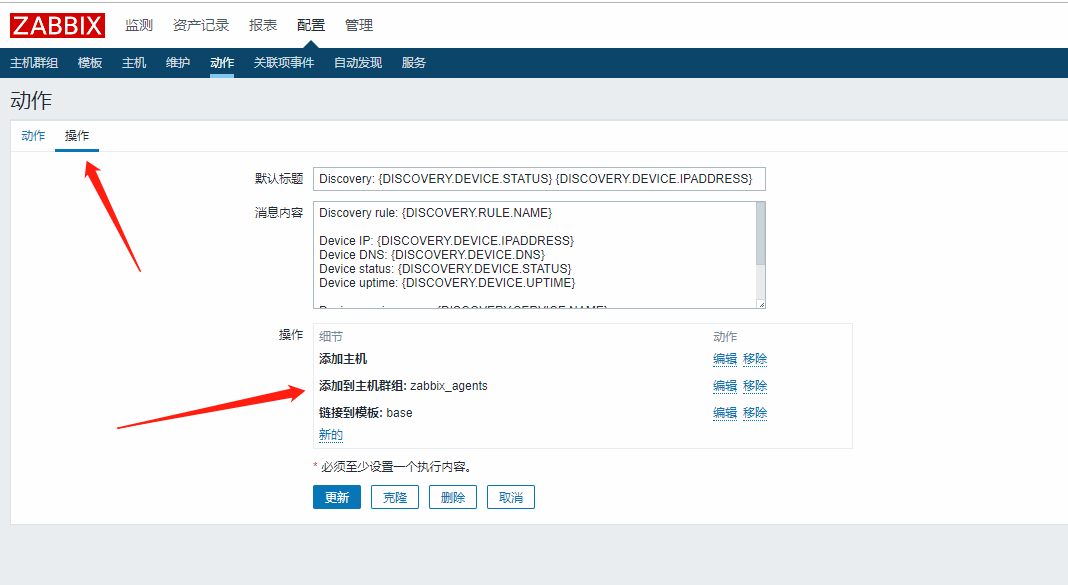 ZABBIX 监测 资产记录 报表 配置 管理
主机群组 模板 主机 维护 动作 关联项事件 自动发现 服务
动作
动作 操作
默认标题 Discovery: {DISCOVERY.DEVICE.STATUS} {DISCOVERY.DEVICE.IPADDRESS}
消息内容 Discovery rule: {DISCOVERY.RULE.NAME}
Device IP: {DISCOVERY.DEVICE.IPADDRESS}
Device DNS: {DISCOVERY.DEVICE.DNS}
Device status: {DISCOVERY.DEVICE.STATUS}
Device uptime: {DISCOVERY.DEVICE.UPTIME}
操作 细节 动作
添加主机 编辑 移除
添加到主机群组: zabbix_agents 编辑 移除
链接到模板: base 编辑 移除
新的
* 必须至少设置一个执行内容。
更新 克隆 删除 取消